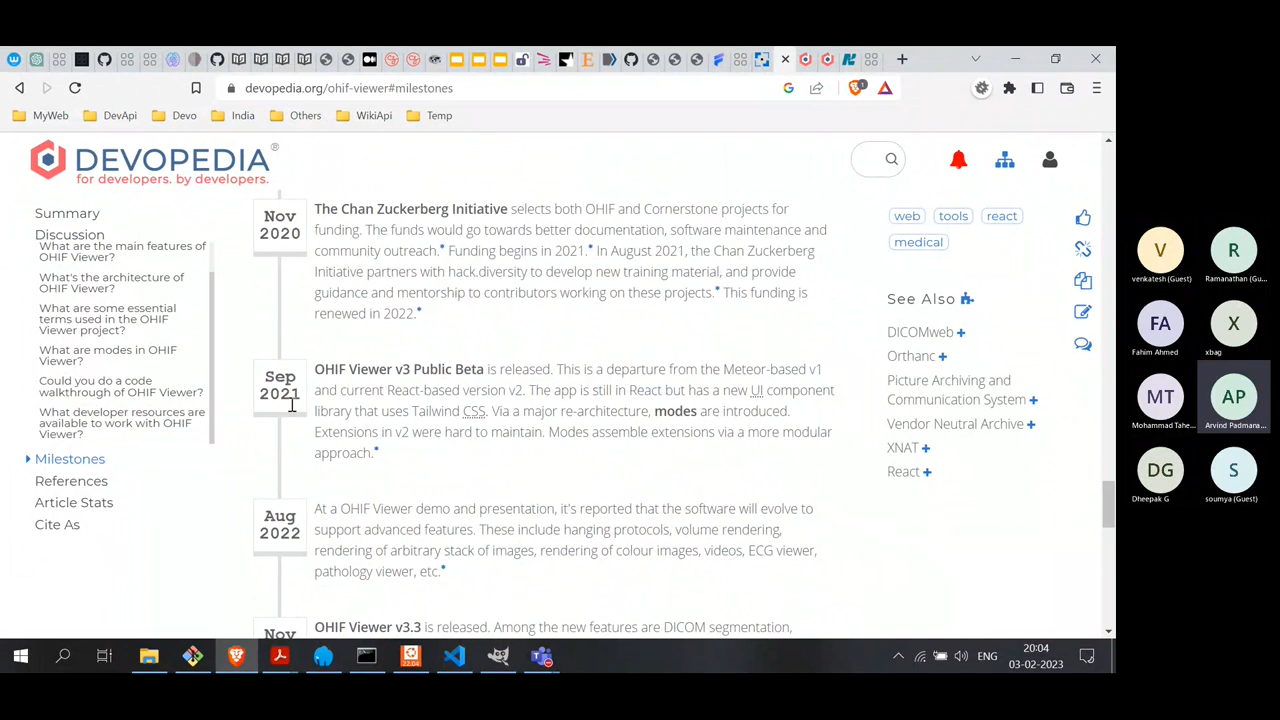 devopedia.org/ohif-viewer#milestones
1
MyWeb
DevApi
Devo
India
Others
WikiApi
Temp
DEVOPEDIA®
for developers. by developers.
Summary
Discussion
What are the main features of
OHIF Viewer?
What's the architecture of
OHIF Viewer?
What are some essential
terms used in the OHIF
Viewer project?
What are modes in OHIF
Viewer?
Could you do a code
walkthrough of OHIF Viewer?
What developer resources are
available to work with OHIF
Viewer?
Milestones
References
Article Stats
Cite As
Nov
2020
The Chan Zuckerberg Initiative selects both OHIF and Cornerstone projects for
funding. The funds would go towards better documentation, software maintenance and
community outreach.* Funding begins in 2021.* In August 2021, the Chan Zuckerberg
Initiative partners with hack.diversity to develop new training material, and provide
guidance and mentorship to contributors working on these projects.* This funding is
renewed in 2022.*
Sep
2021
OHIF Viewer v3 Public Beta is released. This is a departure from the Meteor-based v1
and current React-based version v2. The app is still in React but has a new UI component
library that uses Tailwind CSS. Via a major re-architecture, modes are introduced.
Extensions in v2 were hard to maintain. Modes assemble extensions via a more modular
approach.*
Aug
2022
At a OHIF Viewer demo and presentation, it's reported that the software will evolve to
support advanced features. These include hanging protocols, volume rendering,
rendering of arbitrary stack of images, rendering of colour images, videos, ECG viewer,
pathology viewer, etc.*
Nov
OHIF Viewer v3.3 is released. Among the new features are DICOM segmentation,
web
tools
react
medical
See Also
DICOMweb +
Orthanc +
Picture Archiving and
Communication System +
Vendor Neutral Archive +
XNAT +
React +
V
venkatesh (Guest)
R
Ramanathan (Gu...
FA
Fahim Ahmed
X
xbag
MT
Mohammad Tahe...
AP
Arvind Padmana...
DG
Dheepak G
S
soumya (Guest)
22.04
ENG
20:04
03-02-2023